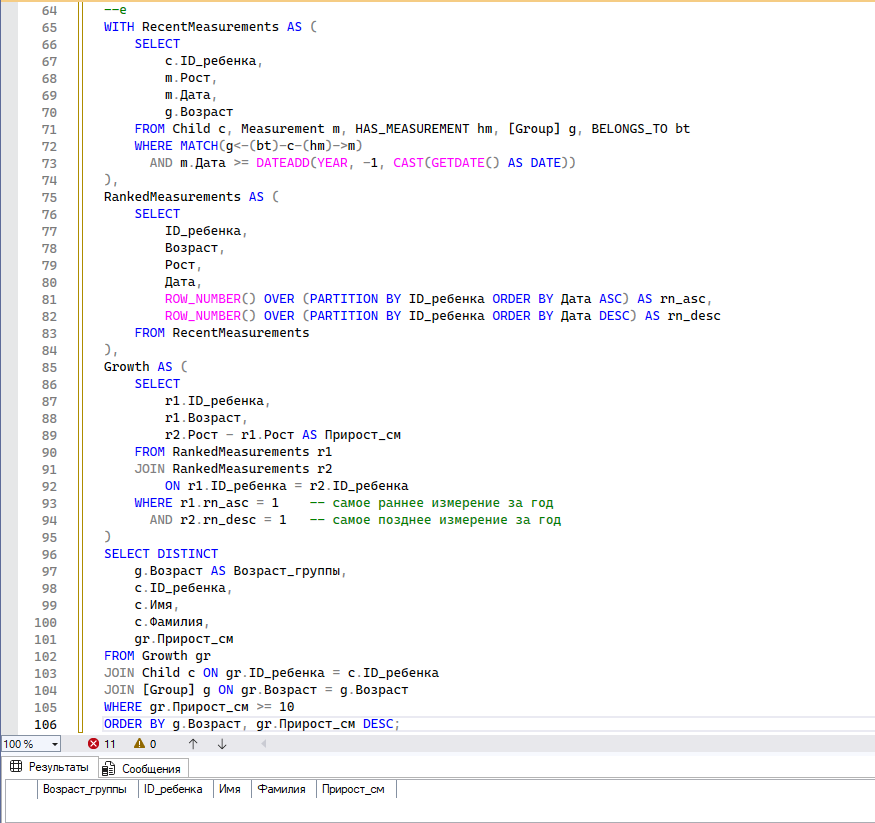 64 --e
65 WITH RecentMeasurements AS (
66 SELECT
67 c.ID_ребенка,
68 m.Рост,
69 m.Дата,
70 g.Возраст
71 FROM Child c, Measurement m, HAS_MEASUREMENT hm, [Group] g, BELONGS_TO bt
72 WHERE MATCH(g<-(bt)-c-(hm)->m)
73 AND m.Дата >= DATEADD(YEAR, -1, CAST(GETDATE() AS DATE))
74 ),
75 RankedMeasurements AS (
76 SELECT
77 ID_ребенка,
78 Возраст,
79 Рост,
80 Дата,
81 ROW_NUMBER() OVER (PARTITION BY ID_ребенка ORDER BY Дата ASC) AS rn_asc,
82 ROW_NUMBER() OVER (PARTITION BY ID_ребенка ORDER BY Дата DESC) AS rn_desc
83 FROM RecentMeasurements
84 ),
85 Growth AS (
86 SELECT
87 r1.ID_ребенка,
88 r1.Возраст,
89 r2.Рост - r1.Рост AS Прирост_см
90 FROM RankedMeasurements r1
91 JOIN RankedMeasurements r2
92 ON r1.ID_ребенка = r2.ID_ребенка
93 WHERE r1.rn_asc = 1 -- самое раннее измерение за год
94 AND r2.rn_desc = 1 -- самое позднее измерение за год
95 )
96 SELECT DISTINCT
97 g.Возраст AS Возраст_группы,
98 c.ID_ребенка,
99 c.Имя,
100 c.Фамилия,
101 gr.Прирост_см
102 FROM Growth gr
103 JOIN Child c ON gr.ID_ребенка = c.ID_ребенка
104 JOIN [Group] g ON gr.Возраст = g.Возраст
105 WHERE gr.Прирост_см >= 10
106 ORDER BY g.Возраст, gr.Прирост_см DESC;
100 % 11 0
Результаты Сообщения
Возраст_группы ID_ребенка Имя Фамилия Прирост_см